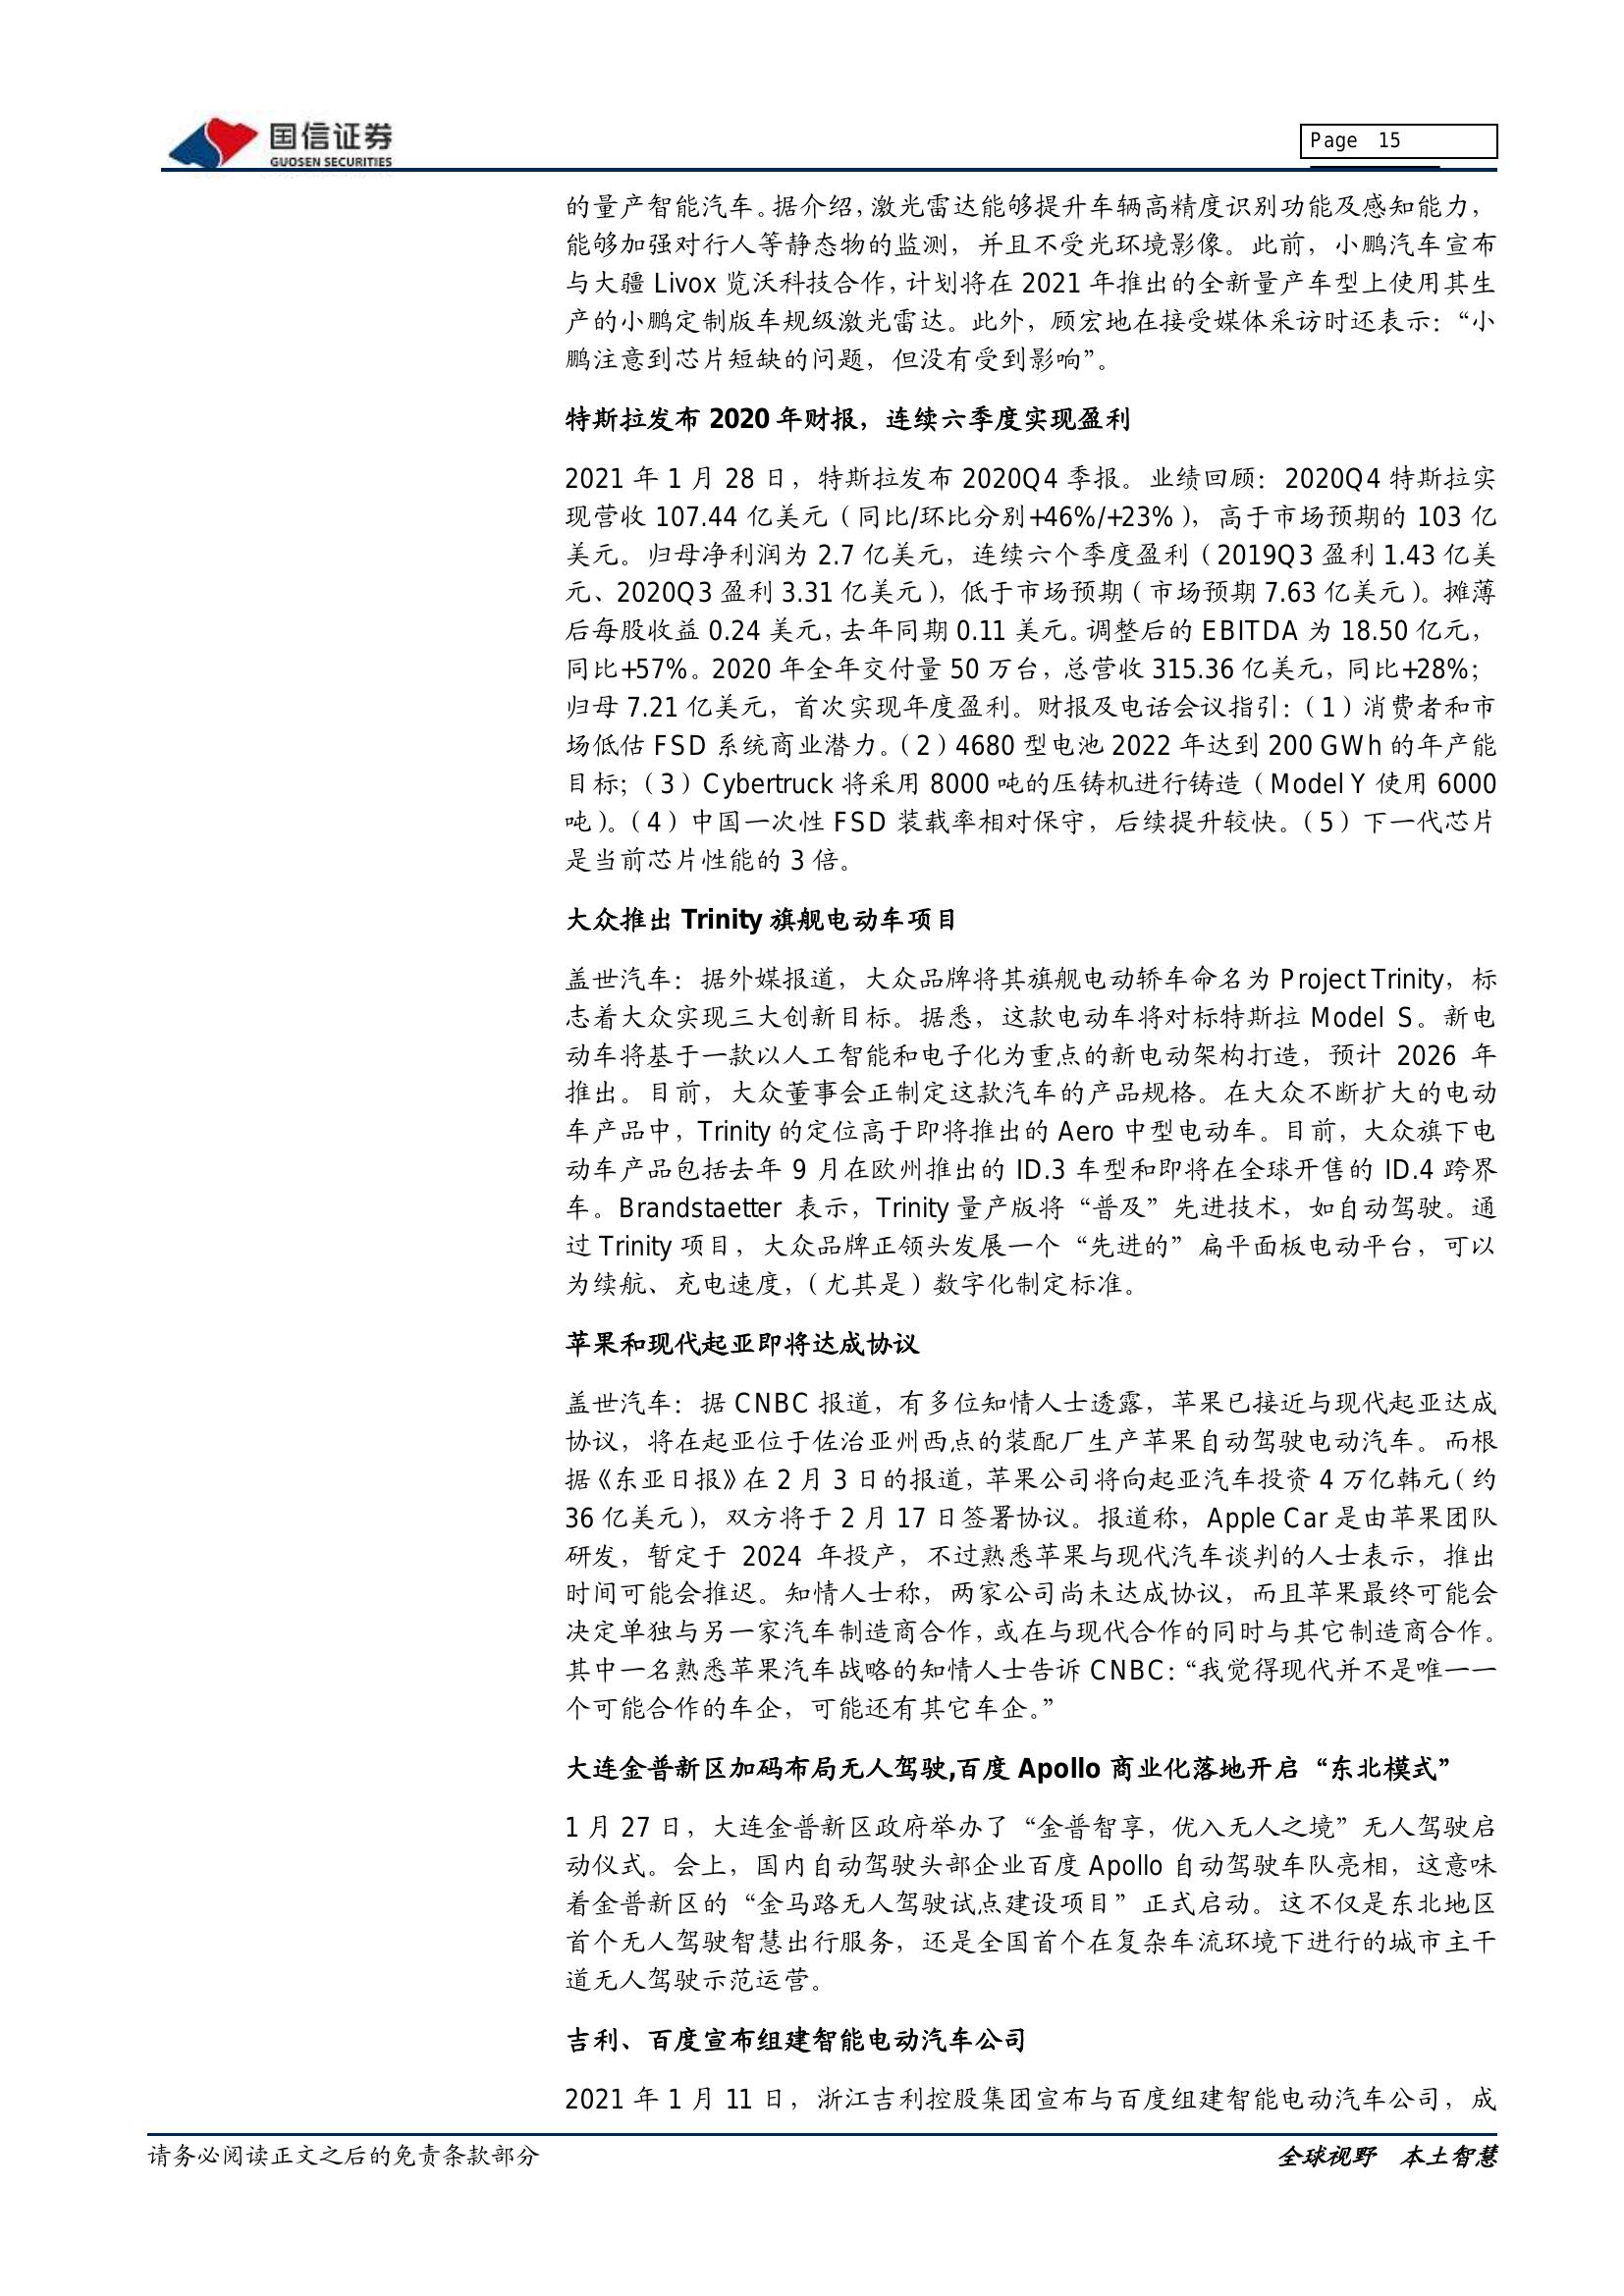 国信证券
GUOSEN SECURITIES
Page 15
的量产智能汽车。据介绍，激光雷达能够提升车辆高精度识别功能及感知能力，
能够加强对行人等静态物的监测，并且不受光环境影像。此前，小鹏汽车宣布
与大疆 Livox 览沃科技合作，计划将在 2021 年推出的全新量产车型上使用其生
产的小鹏定制版车规级激光雷达。此外，顾宏地在接受媒体采访时还表示：“小
鹏注意到芯片短缺的问题，但没有受到影响”。
特斯拉发布 2020 年财报，连续六季度实现盈利
2021 年 1 月 28 日，特斯拉发布 2020Q4 季报。业绩回顾：2020Q4 特斯拉实
现营收 107.44 亿美元（同比/环比分别+46%/+23%），高于市场预期的 103 亿
美元。归母净利润为 2.7 亿美元，连续六个季度盈利（2019Q3 盈利 1.43 亿美
元、2020Q3 盈利 3.31 亿美元），低于市场预期（市场预期 7.63 亿美元）。摊薄
后每股收益 0.24 美元，去年同期 0.11 美元。调整后的 EBITDA 为 18.50 亿元，
同比+57%。2020 年全年交付量 50 万台，总营收 315.36 亿美元，同比+28%；
归母 7.21 亿美元，首次实现年度盈利。财报及电话会议指引：（1）消费者和市
场低估 FSD 系统商业潜力。（2）4680 型电池 2022 年达到 200 GWh 的年产能
目标；（3）Cybertruck 将采用 8000 吨的压铸机进行铸造（Model Y 使用 6000
吨）。（4）中国一次性 FSD 装载率相对保守，后续提升较快。（5）下一代芯片
是当前芯片性能的 3 倍。
大众推出 Trinity 旗舰电动车项目
盖世汽车：据外媒报道，大众品牌将其旗舰电动轿车命名为 Project Trinity，标
志着大众实现三大创新目标。据悉，这款电动车将对标特斯拉 Model S。新电
动车将基于一款以人工智能和电子化为重点的新电动架构打造，预计 2026 年
推出。目前，大众董事会正制定这款汽车的产品规格。在大众不断扩大的电动
车产品中，Trinity 的定位高于即将推出的 Aero 中型电动车。目前，大众旗下电
动车产品包括去年 9 月在欧州推出的 ID.3 车型和即将在全球开售的 ID.4 跨界
车。Brandstaetter 表示，Trinity 量产版将“普及”先进技术，如自动驾驶。通
过 Trinity 项目，大众品牌正领头发展一个“先进的”扁平面板电动平台，可以
为续航、充电速度，（尤其是）数字化制定标准。
苹果和现代起亚即将达成协议
盖世汽车：据 CNBC 报道，有多位知情人士透露，苹果已接近与现代起亚达成
协议，将在起亚位于佐治亚州西点的装配厂生产苹果自动驾驶电动汽车。而根
据《东亚日报》在 2 月 3 日的报道，苹果公司将向起亚汽车投资 4 万亿韩元（约
36 亿美元），双方将于 2 月 17 日签署协议。报道称，Apple Car 是由苹果团队
研发，暂定于 2024 年投产，不过熟悉苹果与现代汽车谈判的人士表示，推出
时间可能会推迟。知情人士称，两家公司尚未达成协议，而且苹果最终可能会
决定单独与另一家汽车制造商合作，或在与现代合作的同时与其它制造商合作。
其中一名熟悉苹果汽车战略的知情人士告诉 CNBC：“我觉得现代并不是唯一一
个可能合作的车企，可能还有其它车企。”
大连金普新区加码布局无人驾驶,百度 Apollo 商业化落地开启“东北模式”
1 月 27 日，大连金普新区政府举办了“金普智享，优入无人之境”无人驾驶启
动仪式。会上，国内自动驾驶头部企业百度 Apollo 自动驾驶车队亮相，这意味
着金普新区的“金马路无人驾驶试点建设项目”正式启动。这不仅是东北地区
首个无人驾驶智慧出行服务，还是全国首个在复杂车流环境下进行的城市主干
道无人驾驶示范运营。
吉利、百度宣布组建智能电动汽车公司
2021 年 1 月 11 日，浙江吉利控股集团宣布与百度组建智能电动汽车公司，成
请务必阅读正文之后的免责条款部分
全球视野 本土智慧